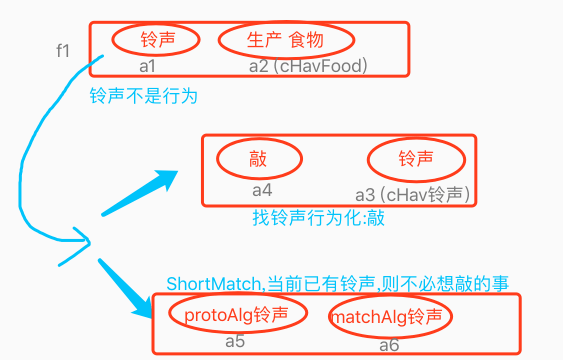 f1
铃声 生产 食物
a1 a2 (cHavFood)
铃声不是行为
敲 铃声
a4 a3 (cHav铃声)
找铃声行为化:敲
ShortMatch,当前已有铃声,则不必想敲的事
protoAlg铃声 matchAlg铃声
a5 a6